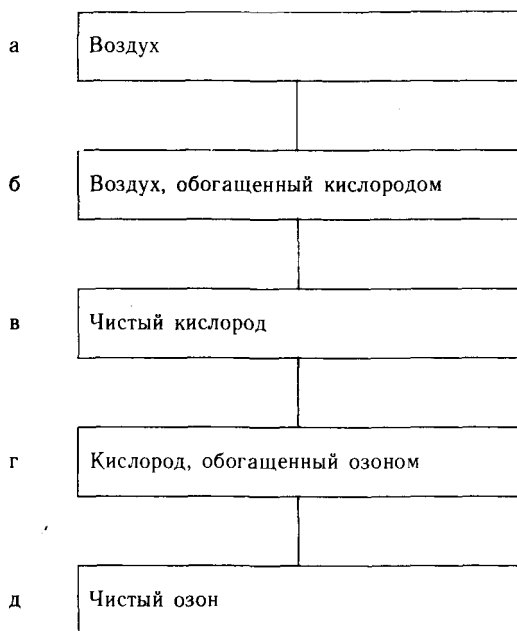 а Воздух
б Воздух, обогащенный кислородом
в Чистый кислород
г Кислород, обогащенный озоном
д Чистый озон